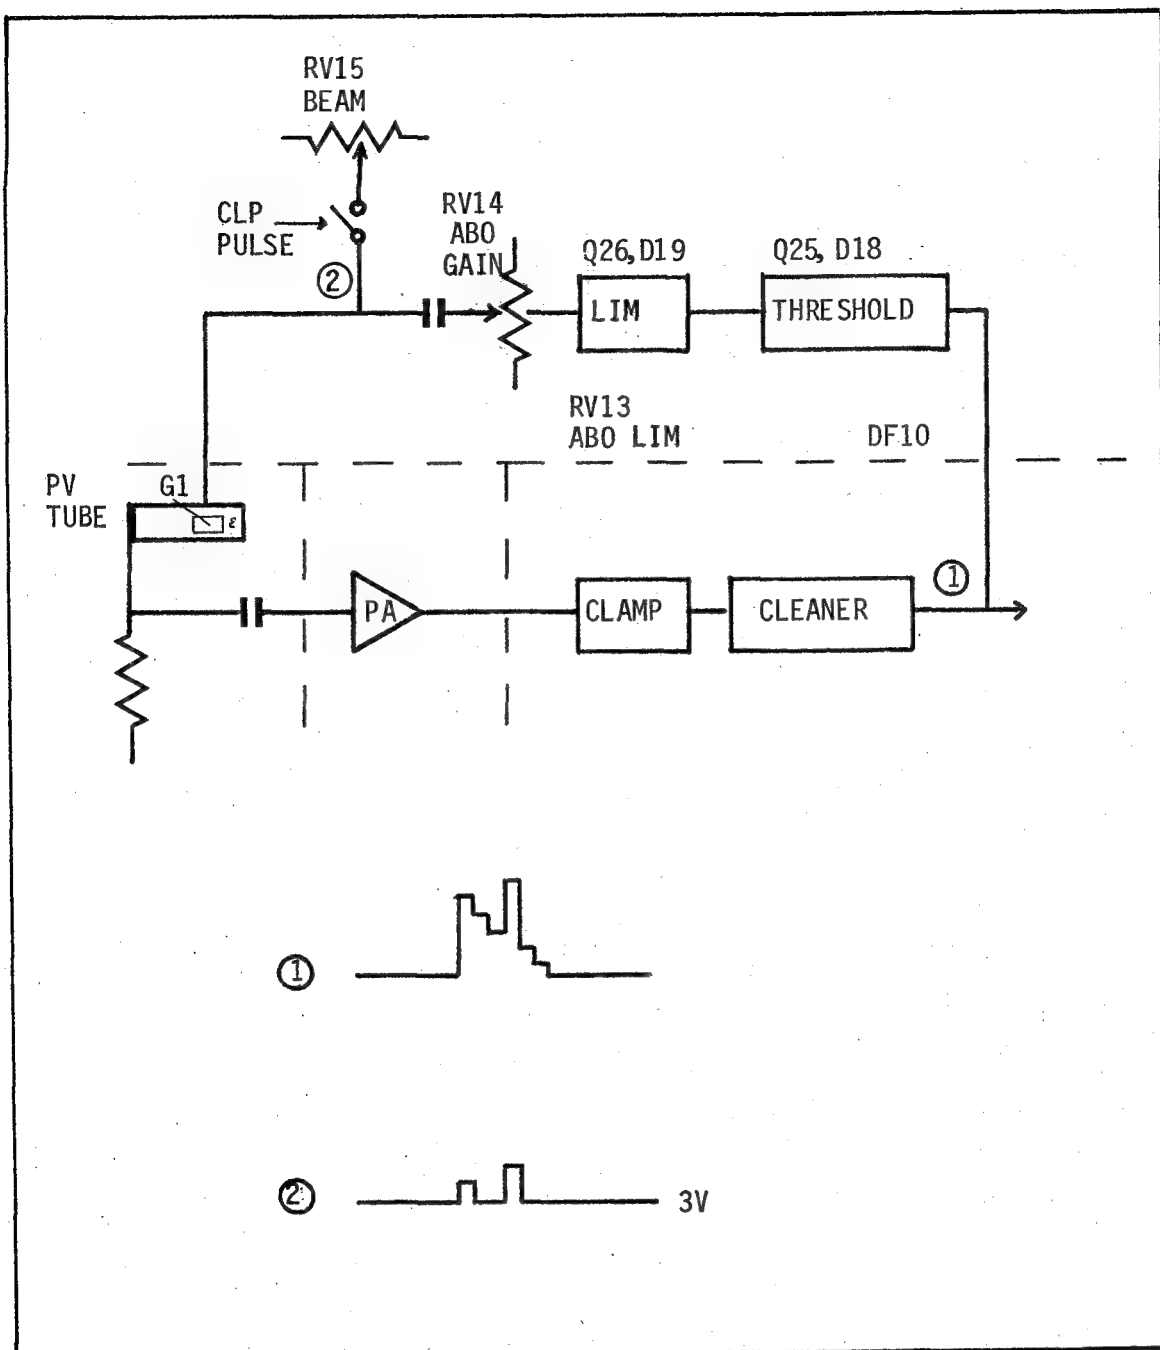 RV15
BEAM
CLP
PULSE
RV14
ABO
GAIN
②
Q26, D19
Q25, D18
LIM
THRESHOLD
RV13
ABO LIM
DF10
PV
TUBE
G1
ε
①
PA
CLAMP
CLEANER
①
② 3V